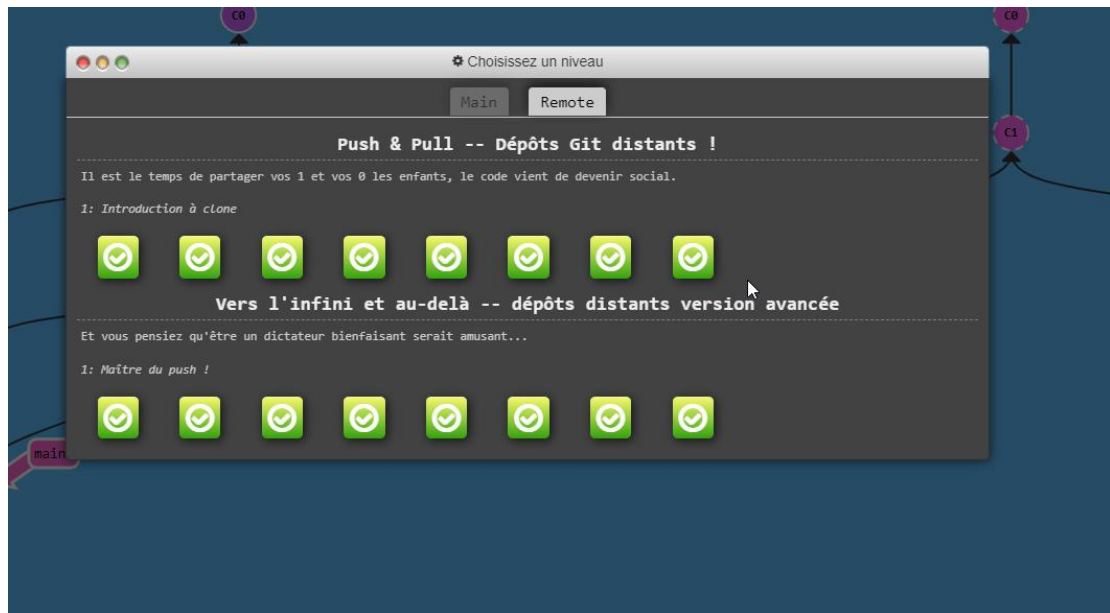 C0
C0
Choisissez un niveau
Main
Remote
Push & Pull -- Dépôts Git distants !
C1
Il est le temps de partager vos 1 et vos 0 les enfants, le code vient de devenir social.
1: Introduction à clone
Vers l'infini et au-delà -- dépôts distants version avancée
Et vous pensiez qu'être un dictateur bienfaisant serait amusant...
1: Maître du push !
main